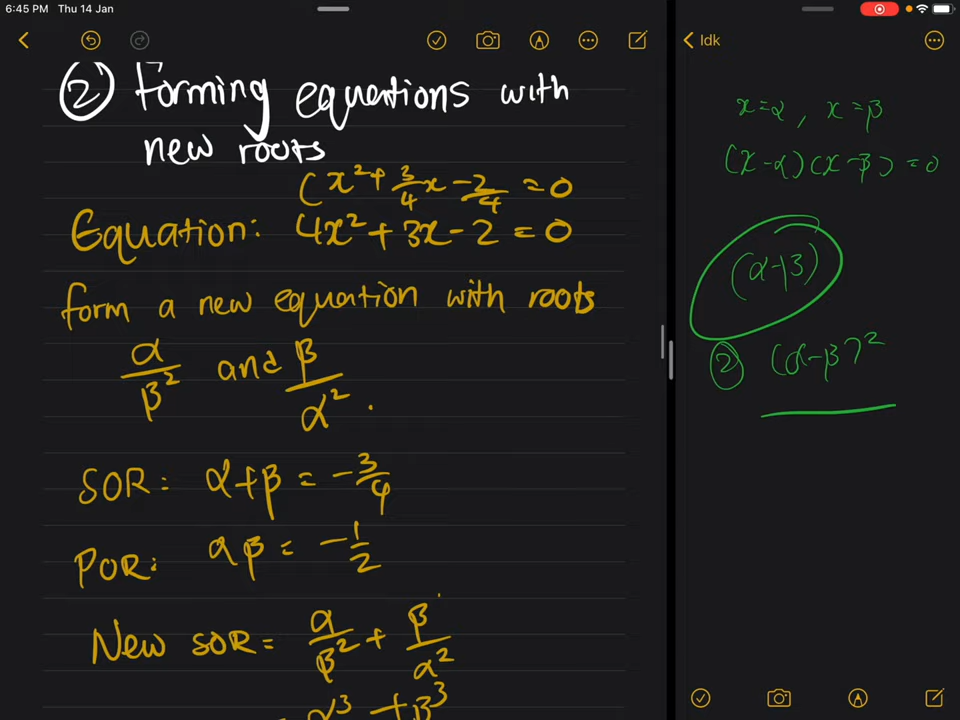 6:45 PM Thu 14 Jan
② Forming equations with
new roots
(x² + 3/4 x - 2/4 = 0
Equation: 4x² + 3x - 2 = 0
form a new equation with roots
α/β² and β/α².
SOR: α+β = -3/4
POR: αβ = -1/2
New SOR = α/β² + β/α²
= α³ + β³
Idk
x=α, x=β
(x-α)(x-β) = 0
(α+β)
② (α-β)²